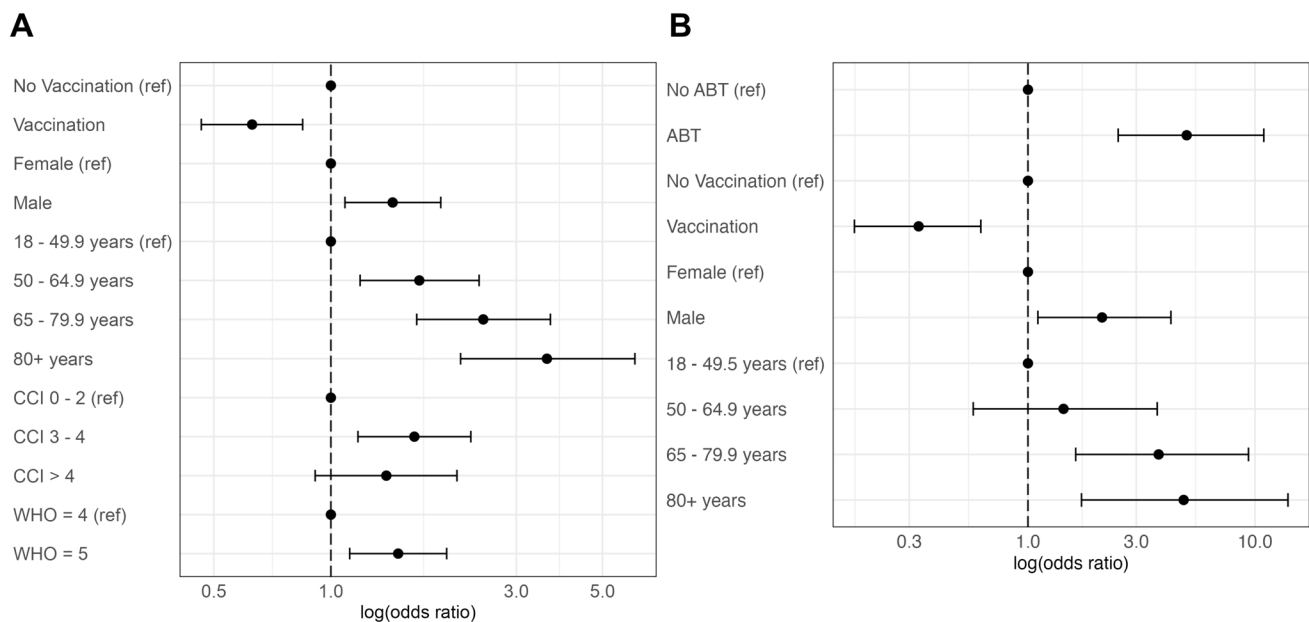 A
No Vaccination (ref)
Vaccination
Female (ref)
Male
18 - 49.9 years (ref)
50 - 64.9 years
65 - 79.9 years
80+ years
CCI 0 - 2 (ref)
CCI 3 - 4
CCI > 4
WHO = 4 (ref)
WHO = 5
0.5 1.0 3.0 5.0
log(odds ratio)
B
No ABT (ref)
ABT
No Vaccination (ref)
Vaccination
Female (ref)
Male
18 - 49.5 years (ref)
50 - 64.9 years
65 - 79.9 years
80+ years
0.3 1.0 3.0 10.0
log(odds ratio)